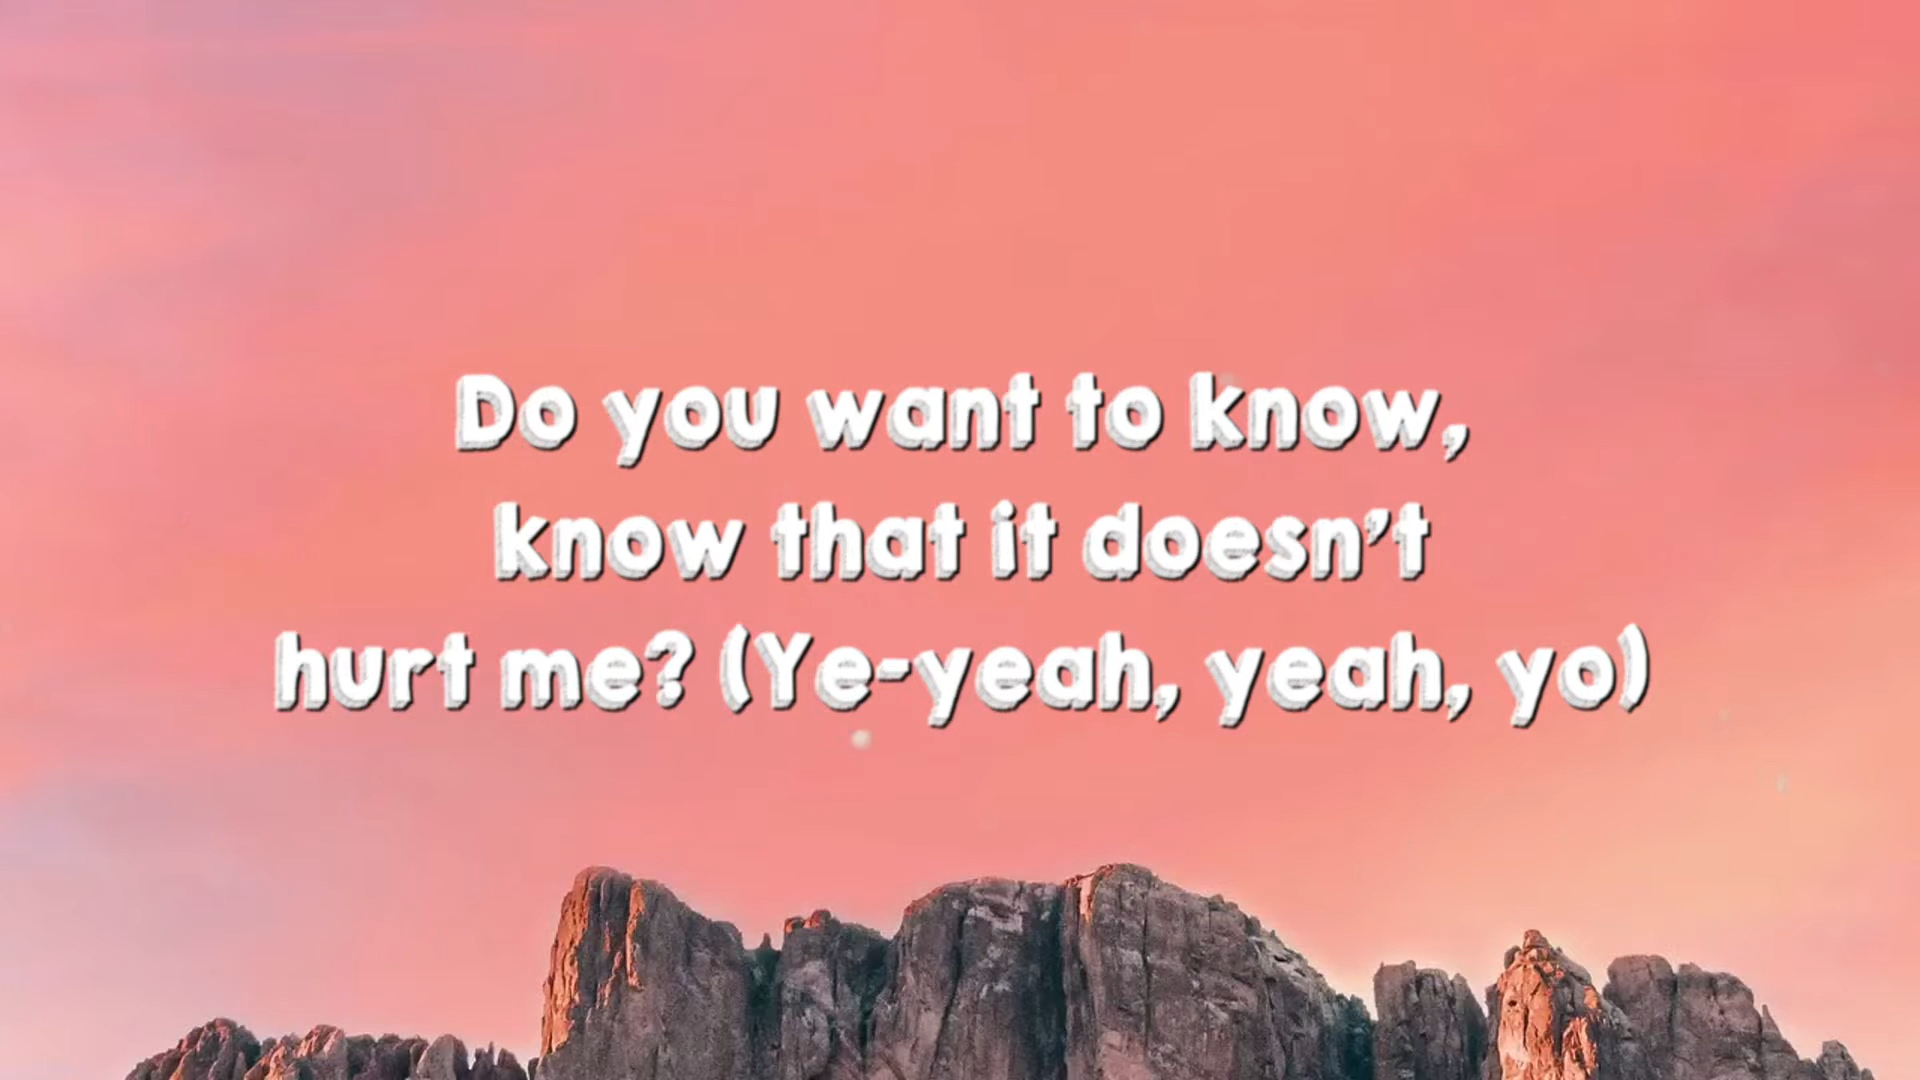 Do you want to know,
know that it doesn't
hurt me? (Ye-yeah, yeah, yo)